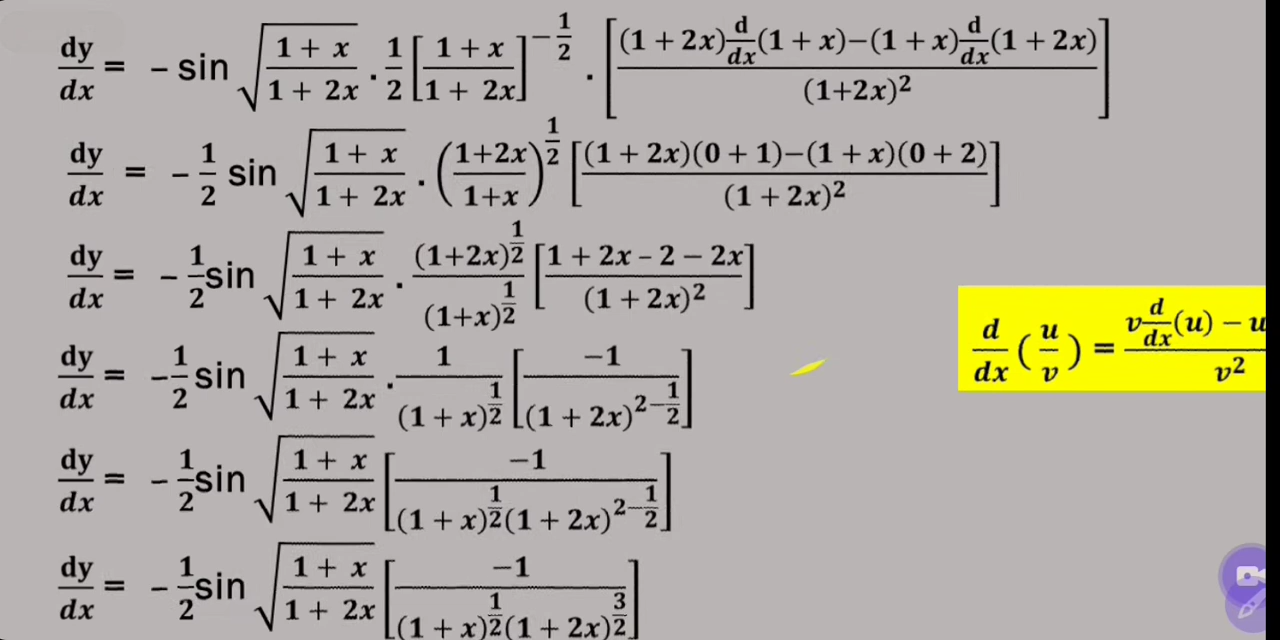 dy/dx = - sin √((1 + x)/(1 + 2x)) . 1/2 [(1 + x)/(1 + 2x)]^(-1/2) . [((1 + 2x) d/dx (1 + x) − (1 + x) d/dx (1 + 2x))/(1+2x)²]
dy/dx = - 1/2 sin √((1 + x)/(1 + 2x)) . ((1+2x)/(1+x))^(1/2) [((1 + 2x)(0 + 1)−(1 + x)(0 + 2))/(1 + 2x)²]
dy/dx = - 1/2 sin √((1 + x)/(1 + 2x)) . (1+2x)^(1/2)/(1+x)^(1/2) [(1 + 2x - 2 − 2x)/(1 + 2x)²]
d/dx (u/v) = (v d/dx (u) − u)/v²
dy/dx = -1/2 sin √((1 + x)/(1 + 2x)) . 1/(1 + x)^(1/2) [−1/(1 + 2x)^(2−1/2)]
dy/dx = -1/2 sin √((1 + x)/(1 + 2x)) [−1/((1 + x)^(1/2)(1 + 2x)^(2−1/2))]
dy/dx = -1/2 sin √((1 + x)/(1 + 2x)) [−1/((1 + x)^(1/2)(1 + 2x)^(3/2))]